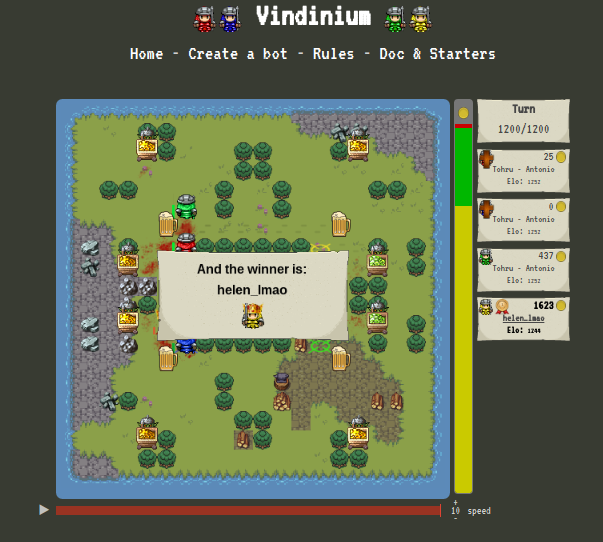 Vindinium
Home - Create a bot - Rules - Doc & Starters
Turn
1200/1200
25
Tohru - Antonio
Elo: 1252
0
Tohru - Antonio
Elo: 1252
437
Tohru - Antonio
Elo: 1252
1623
helen_lmao
Elo: 1244
And the winner is:
helen_lmao
+
10 speed
-